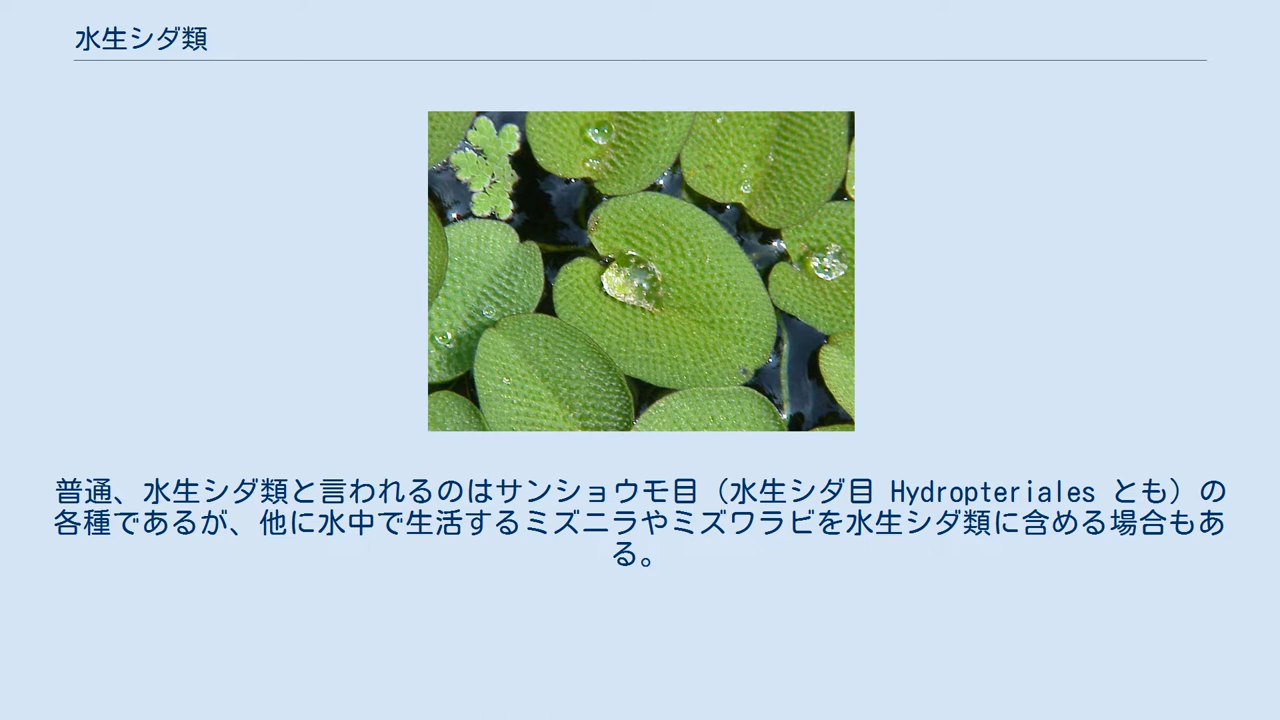 水生シダ類
普通、水生シダ類と言われるのはサンショウモ目（水生シダ目 Hydropteriales とも）の
各種であるが、他に水中で生活するミズニラやミズワラビを水生シダ類に含める場合もあ
る。